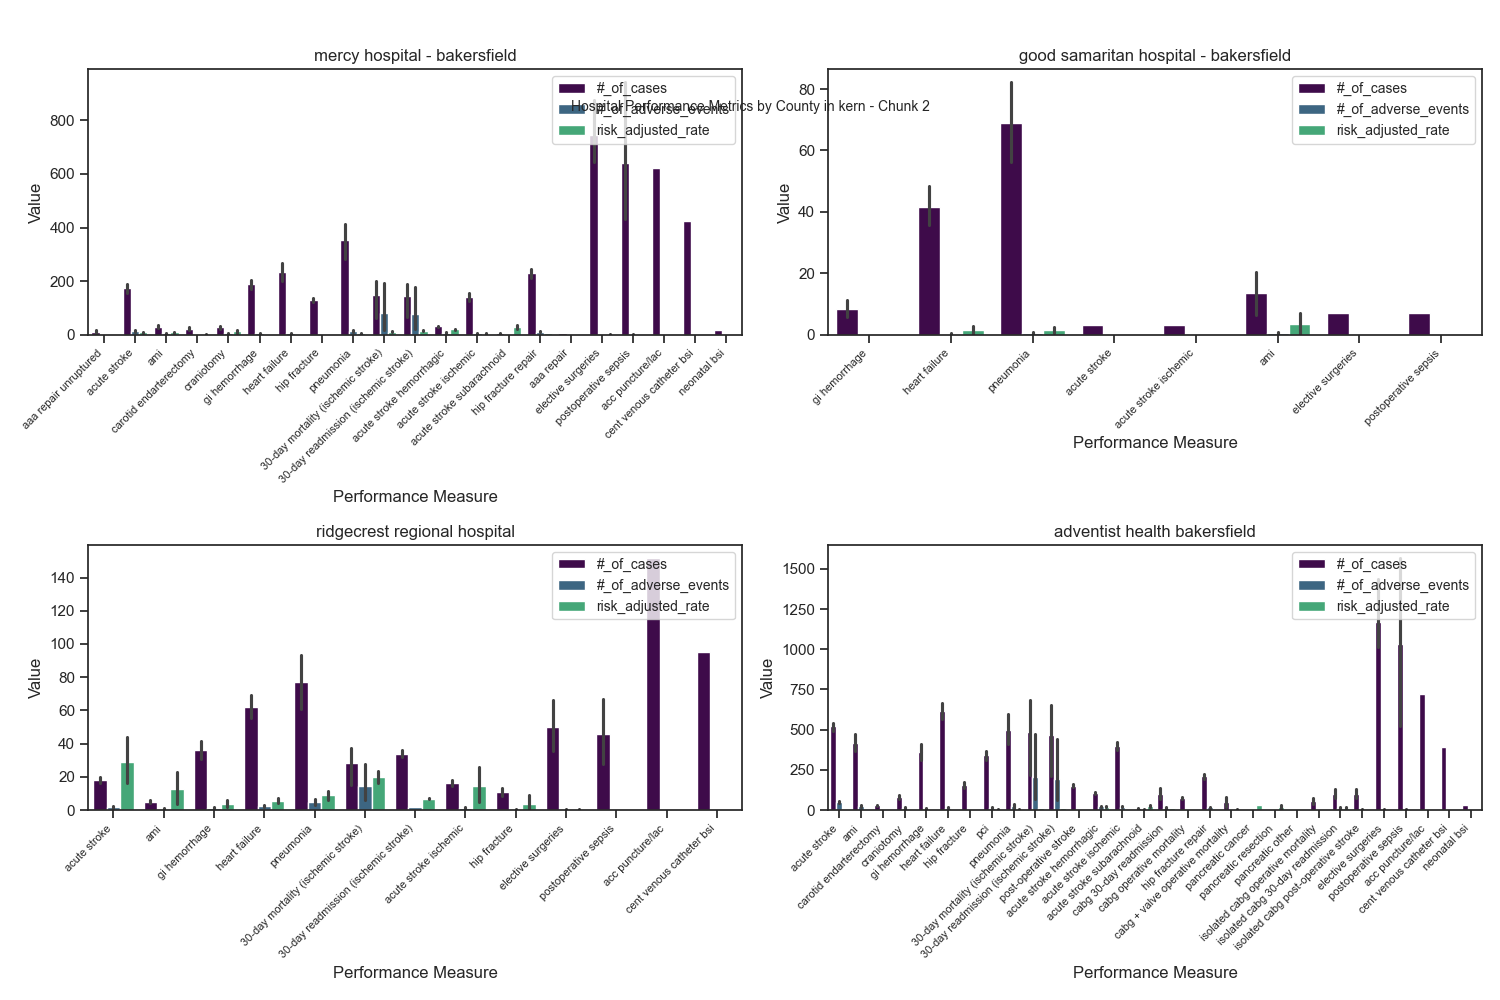 mercy hospital - bakersfield
good samaritan hospital - bakersfield
Hospital Performance Metrics by County in kern - Chunk 2
#_of_cases
#_of_adverse_events
risk_adjusted_rate
Value
800
600
400
200
0
aaa repair unruptured
acute stroke
ami
carotid endarterectomy
craniotomy
gi hemorrhage
heart failure
hip fracture
pneumonia
30-day mortality (ischemic stroke)
30-day readmission (ischemic stroke)
acute stroke hemorrhagic
acute stroke ischemic
acute stroke subarachnoid
hip fracture repair
aaa repair
elective surgeries
postoperative sepsis
acc puncture/lac
cent venous catheter bsi
neonatal bsi
Performance Measure
#_of_cases
#_of_adverse_events
risk_adjusted_rate
Value
80
60
40
20
0
gi hemorrhage
heart failure
pneumonia
acute stroke
acute stroke ischemic
ami
elective surgeries
postoperative sepsis
Performance Measure
ridgecrest regional hospital
#_of_cases
#_of_adverse_events
risk_adjusted_rate
Value
140
120
100
80
60
40
20
0
acute stroke
ami
gi hemorrhage
heart failure
pneumonia
30-day mortality (ischemic stroke)
30-day readmission (ischemic stroke)
acute stroke ischemic
hip fracture
elective surgeries
postoperative sepsis
acc puncture/lac
cent venous catheter bsi
Performance Measure
adventist health bakersfield
#_of_cases
#_of_adverse_events
risk_adjusted_rate
Value
1500
1250
1000
750
500
250
0
acute stroke
ami
carotid endarterectomy
craniotomy
gi hemorrhage
heart failure
hip fracture
pci
pneumonia
30-day mortality (ischemic stroke)
30-day readmission (ischemic stroke)
post-operative stroke
acute stroke hemorrhagic
acute stroke ischemic
acute stroke subarachnoid
cabg 30-day readmission
cabg operative mortality
hip fracture repair
cabg + valve operative mortality
pancreatic cancer
pancreatic resection
pancreatic other
isolated cabg operative mortality
isolated cabg 30-day readmission
isolated cabg post-operative stroke
elective surgeries
postoperative sepsis
acc puncture/lac
cent venous catheter bsi
neonatal bsi
Performance Measure